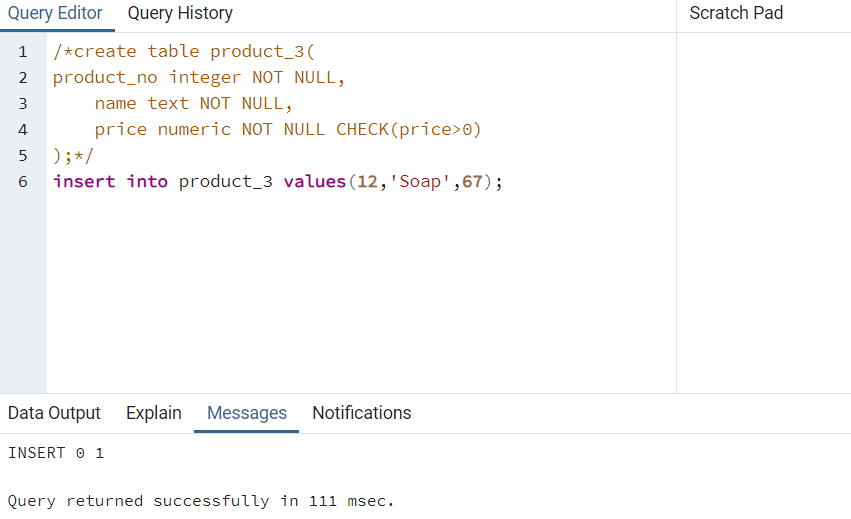 Query Editor Query History Scratch Pad
1 /*create table product_3(
2 product_no integer NOT NULL,
3 name text NOT NULL,
4 price numeric NOT NULL CHECK(price>0)
5 );*/
6 insert into product_3 values(12,'Soap',67);
Data Output Explain Messages Notifications
INSERT 0 1
Query returned successfully in 111 msec.